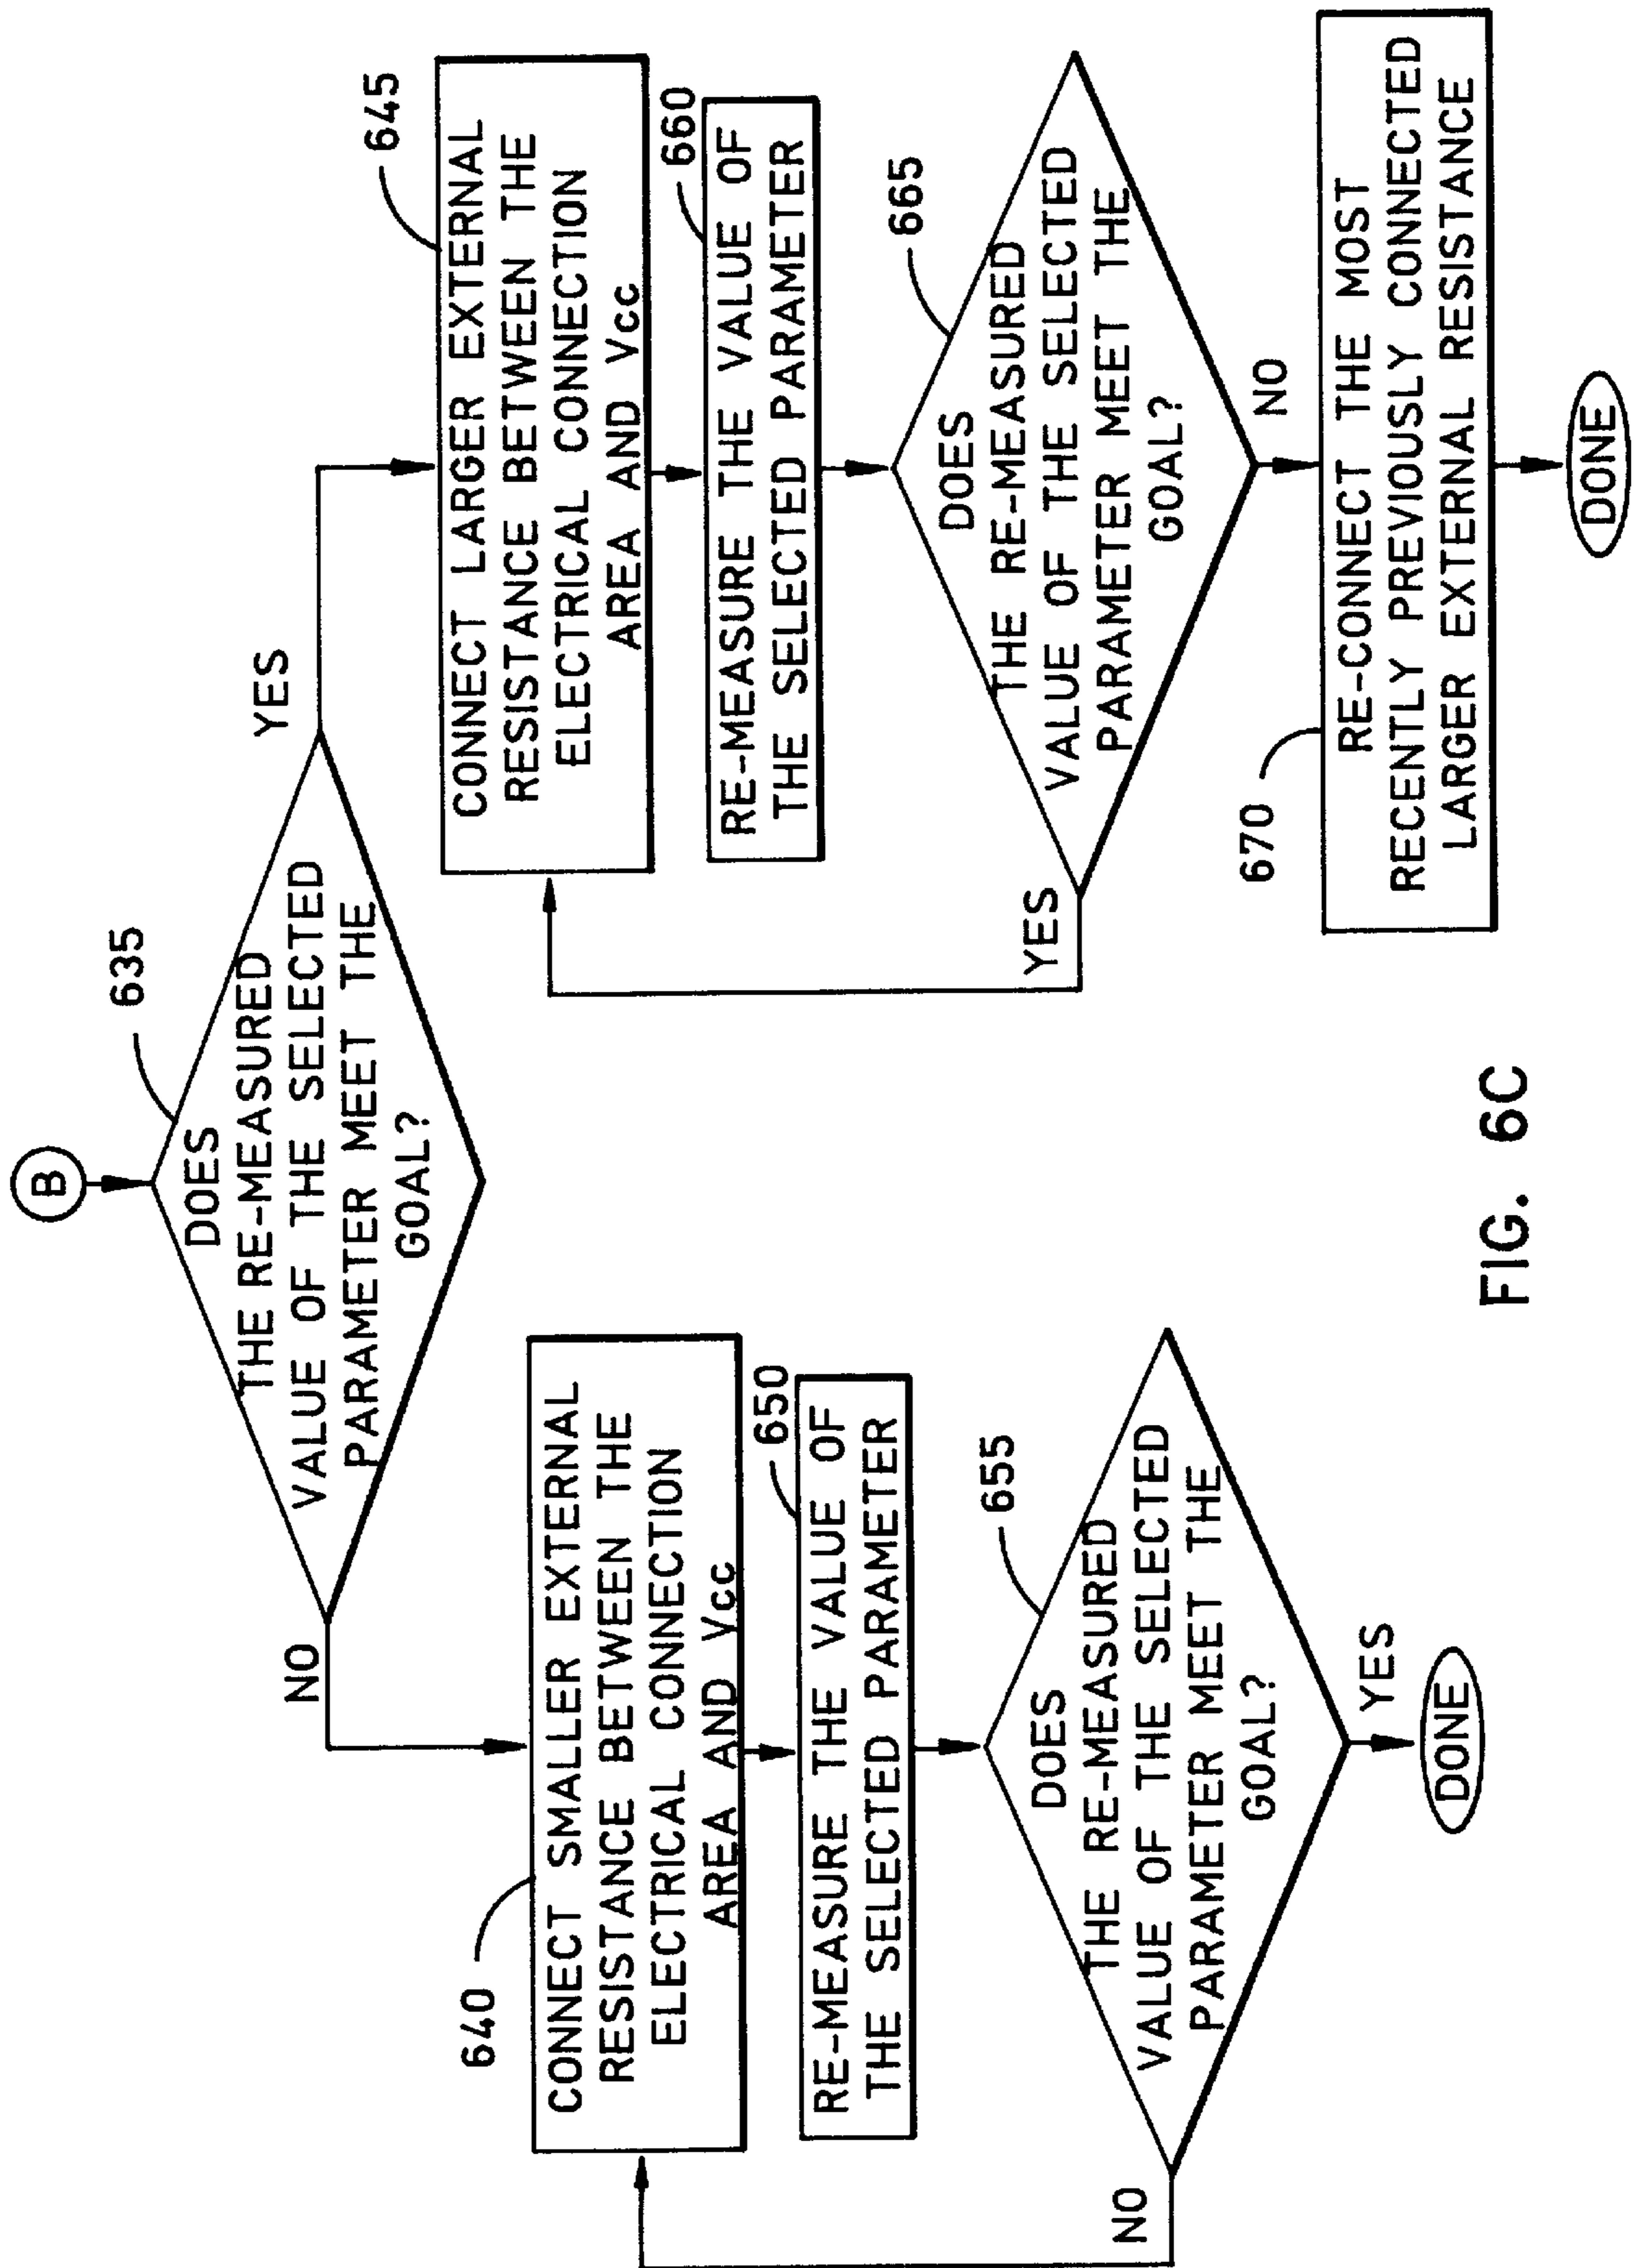 B
635
DOES
THE RE-MEASURED
VALUE OF THE SELECTED
PARAMETER MEET THE
GOAL?
NO
YES
640
CONNECT SMALLER EXTERNAL
RESISTANCE BETWEEN THE
ELECTRICAL CONNECTION
AREA AND Vcc
650
RE-MEASURE THE VALUE OF
THE SELECTED PARAMETER
655
DOES
THE RE-MEASURED
VALUE OF THE SELECTED
PARAMETER MEET THE
GOAL?
NO
YES
DONE
645
CONNECT LARGER EXTERNAL
RESISTANCE BETWEEN THE
ELECTRICAL CONNECTION
AREA AND Vcc
660
RE-MEASURE THE VALUE OF
THE SELECTED PARAMETER
665
DOES
THE RE-MEASURED
VALUE OF THE SELECTED
PARAMETER MEET THE
GOAL?
YES
NO
670
RE-CONNECT THE MOST
RECENTLY PREVIOUSLY CONNECTED
LARGER EXTERNAL RESISTANCE
DONE
FIG. 6C